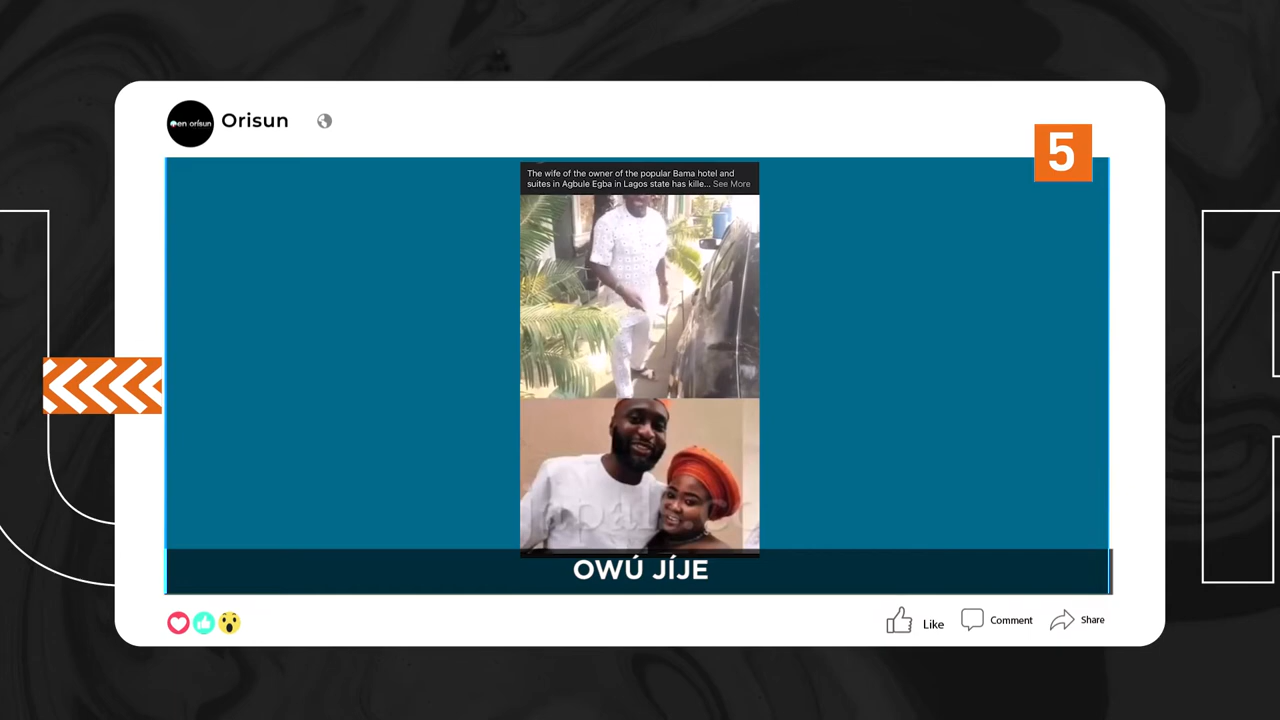 en orísun
Orisun
5
The wife of the owner of the popular Bama hotel and
suites in Agbule Egba in Lagos state has kille... See More
OWÚ JÍJE
Like
Comment
Share